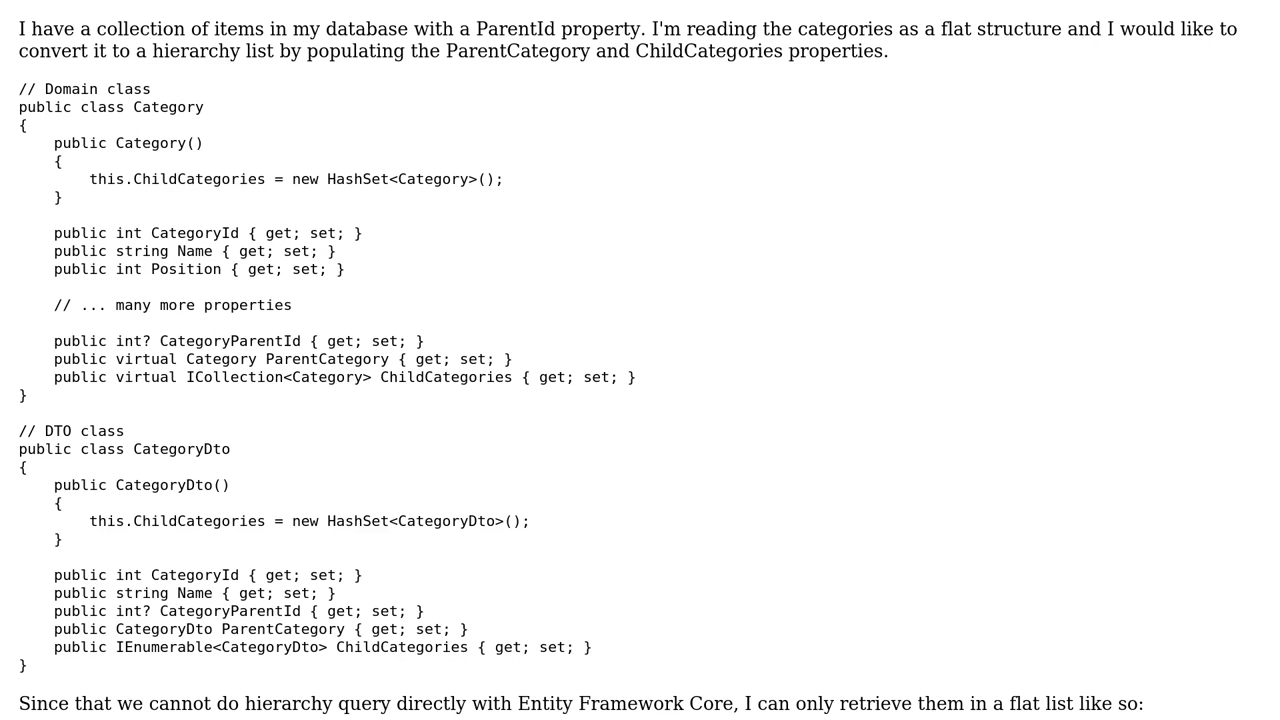 I have a collection of items in my database with a ParentId property. I'm reading the categories as a flat structure and I would like to
convert it to a hierarchy list by populating the ParentCategory and ChildCategories properties.
// Domain class
public class Category
{
    public Category()
    {
        this.ChildCategories = new HashSet<Category>();
    }
    public int CategoryId { get; set; }
    public string Name { get; set; }
    public int Position { get; set; }
    // ... many more properties
    public int? CategoryParentId { get; set; }
    public virtual Category ParentCategory { get; set; }
    public virtual ICollection<Category> ChildCategories { get; set; }
}
// DTO class
public class CategoryDto
{
    public CategoryDto()
    {
        this.ChildCategories = new HashSet<CategoryDto>();
    }
    public int CategoryId { get; set; }
    public string Name { get; set; }
    public int? CategoryParentId { get; set; }
    public CategoryDto ParentCategory { get; set; }
    public IEnumerable<CategoryDto> ChildCategories { get; set; }
}
Since that we cannot do hierarchy query directly with Entity Framework Core, I can only retrieve them in a flat list like so: